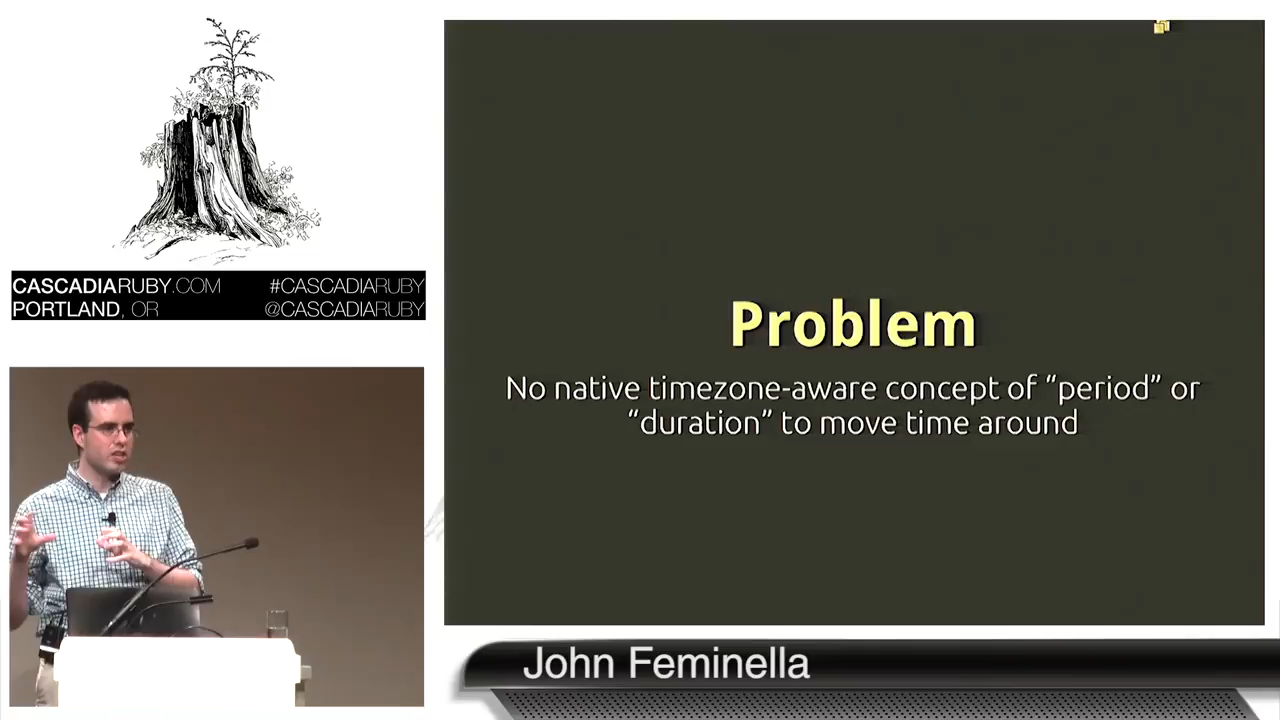 CASCADIARUBY.COM #CASCADIARUBY
PORTLAND, OR @CASCADIARUBY
Problem
No native timezone-aware concept of “period” or
“duration” to move time around
John Feminella